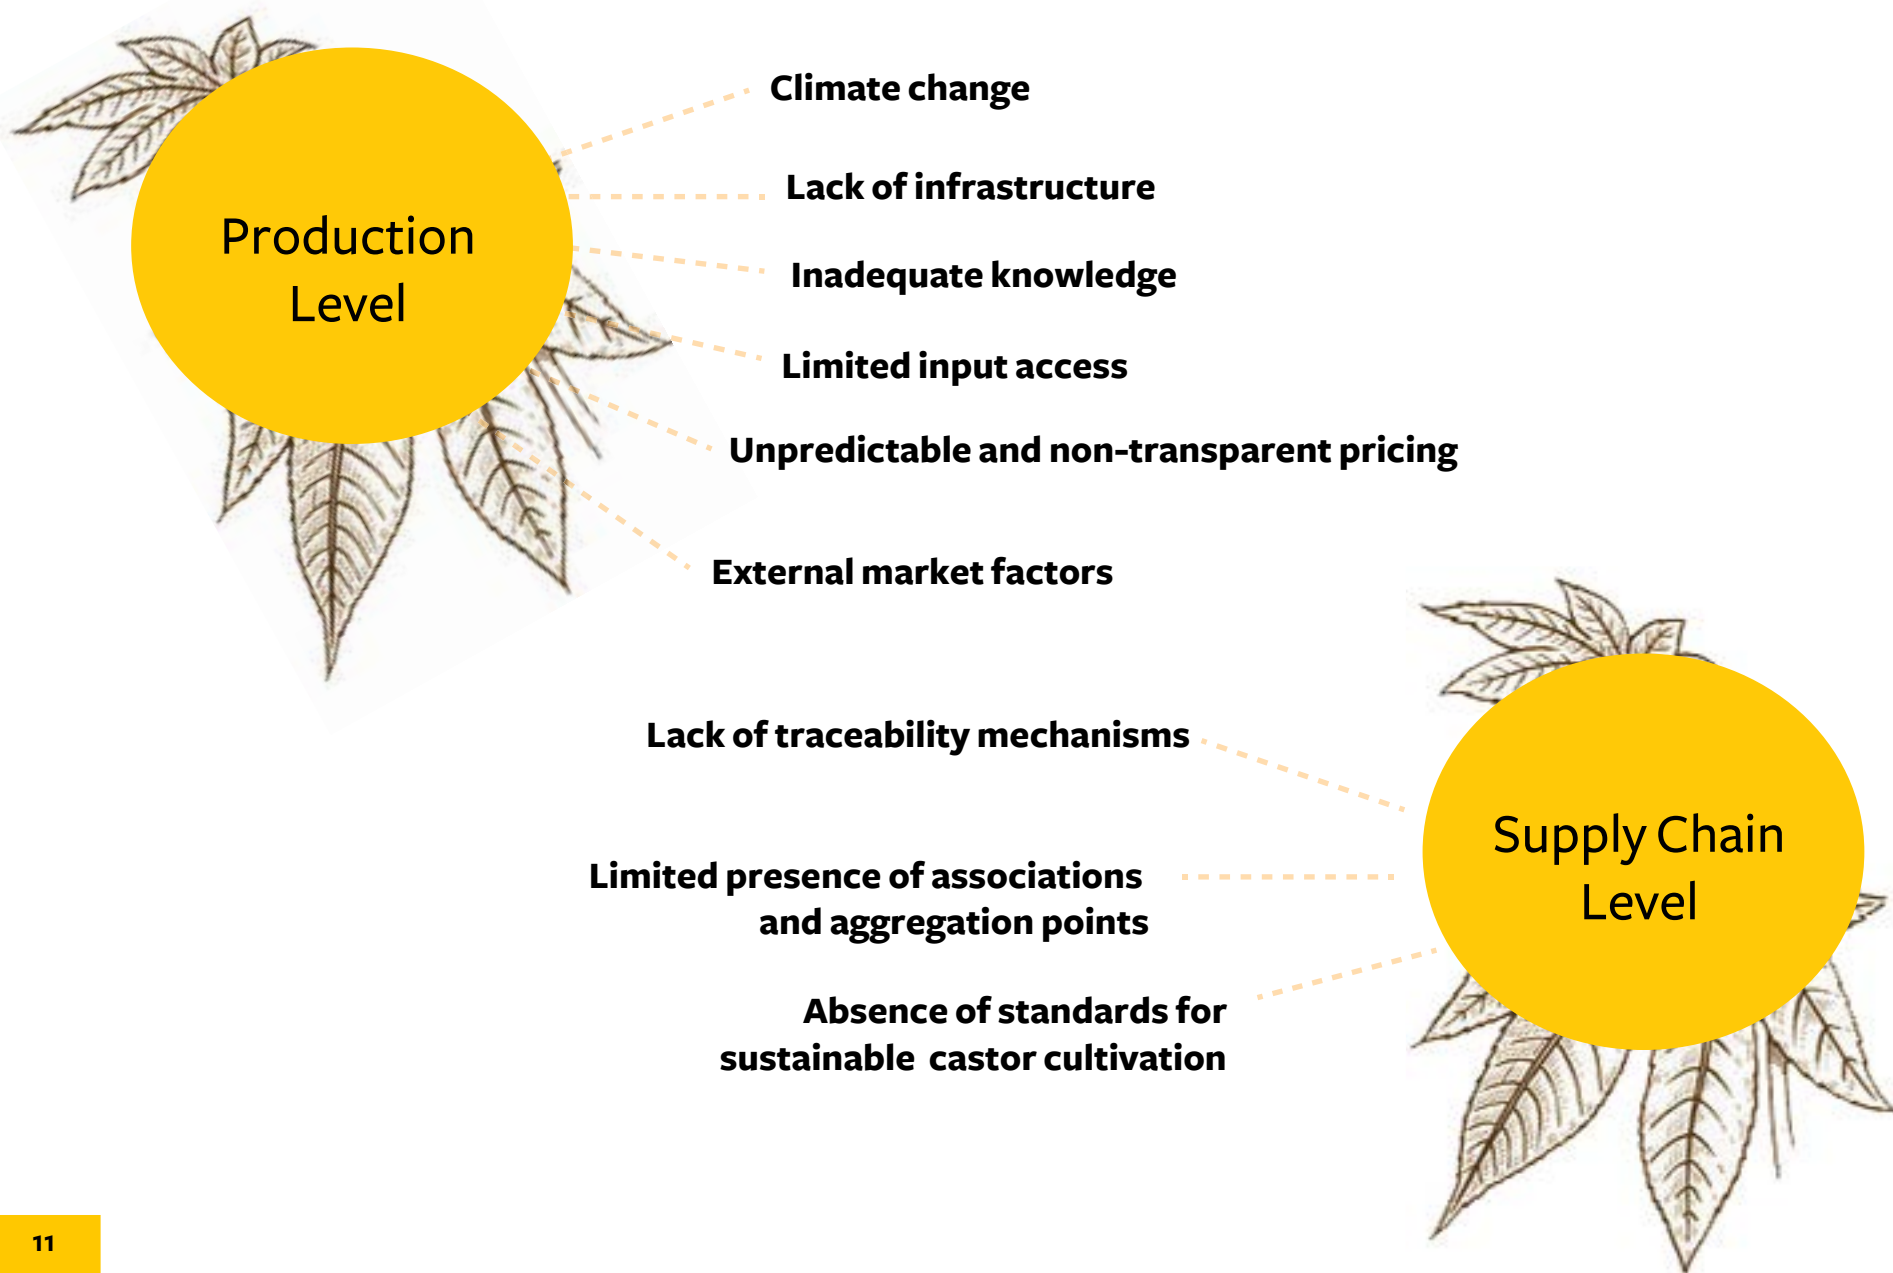 Production
Level
Climate change
Lack of infrastructure
Inadequate knowledge
Limited input access
Unpredictable and non-transparent pricing
External market factors
Lack of traceability mechanisms
Limited presence of associations
and aggregation points
Absence of standards for
sustainable castor cultivation
Supply Chain
Level
11